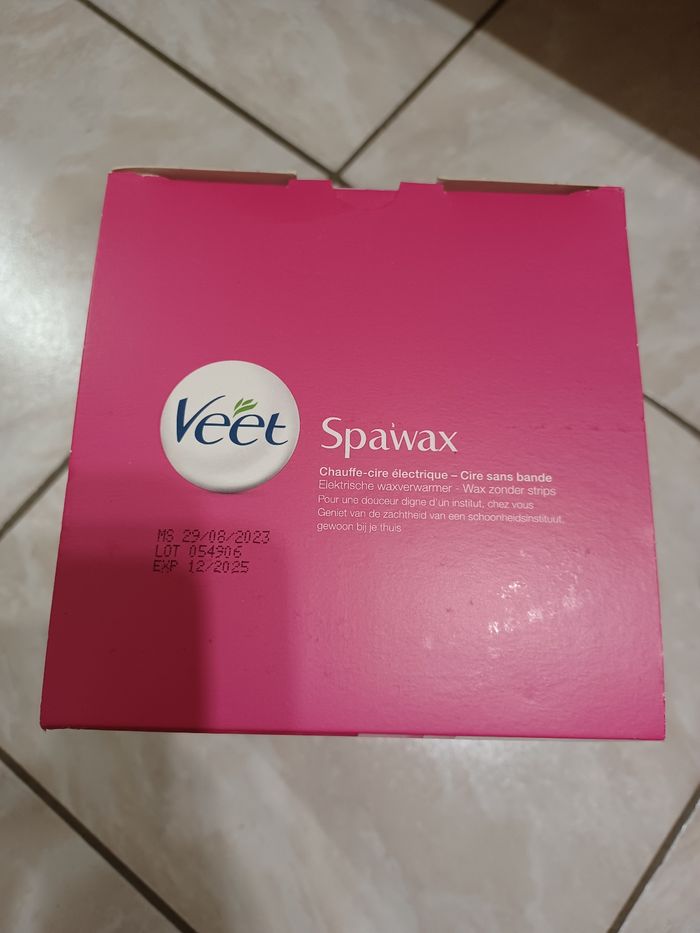 Veet
Spawax
Chauffe-cire électrique – Cire sans bande
Elektrische waxverwarmer - Wax zonder strips
Pour une douceur digne d'un institut, chez vous
Geniet van de zachtheid van een schoonheidsinstituut,
gewoon bij je thuis
MS 29/08/2023
LOT 054906
EXP 12/2025